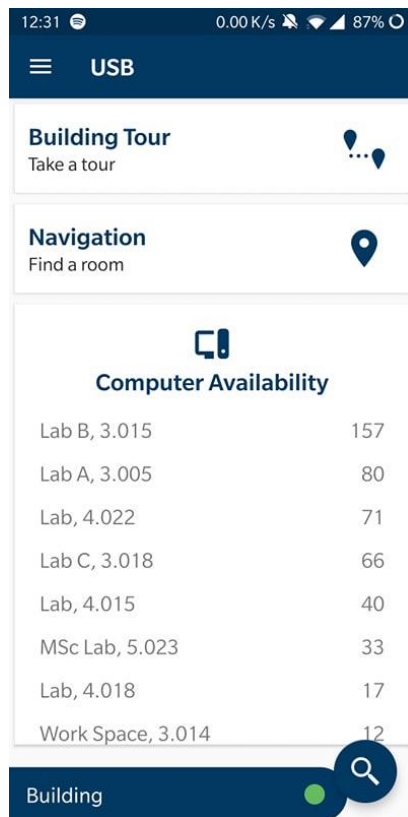 12:31 0.00 K/s 87%
USB
Building Tour
Take a tour
Navigation
Find a room
Computer Availability
Lab B, 3.015 157
Lab A, 3.005 80
Lab, 4.022 71
Lab C, 3.018 66
Lab, 4.015 40
MSc Lab, 5.023 33
Lab, 4.018 17
Work Space, 3.014 12
Building